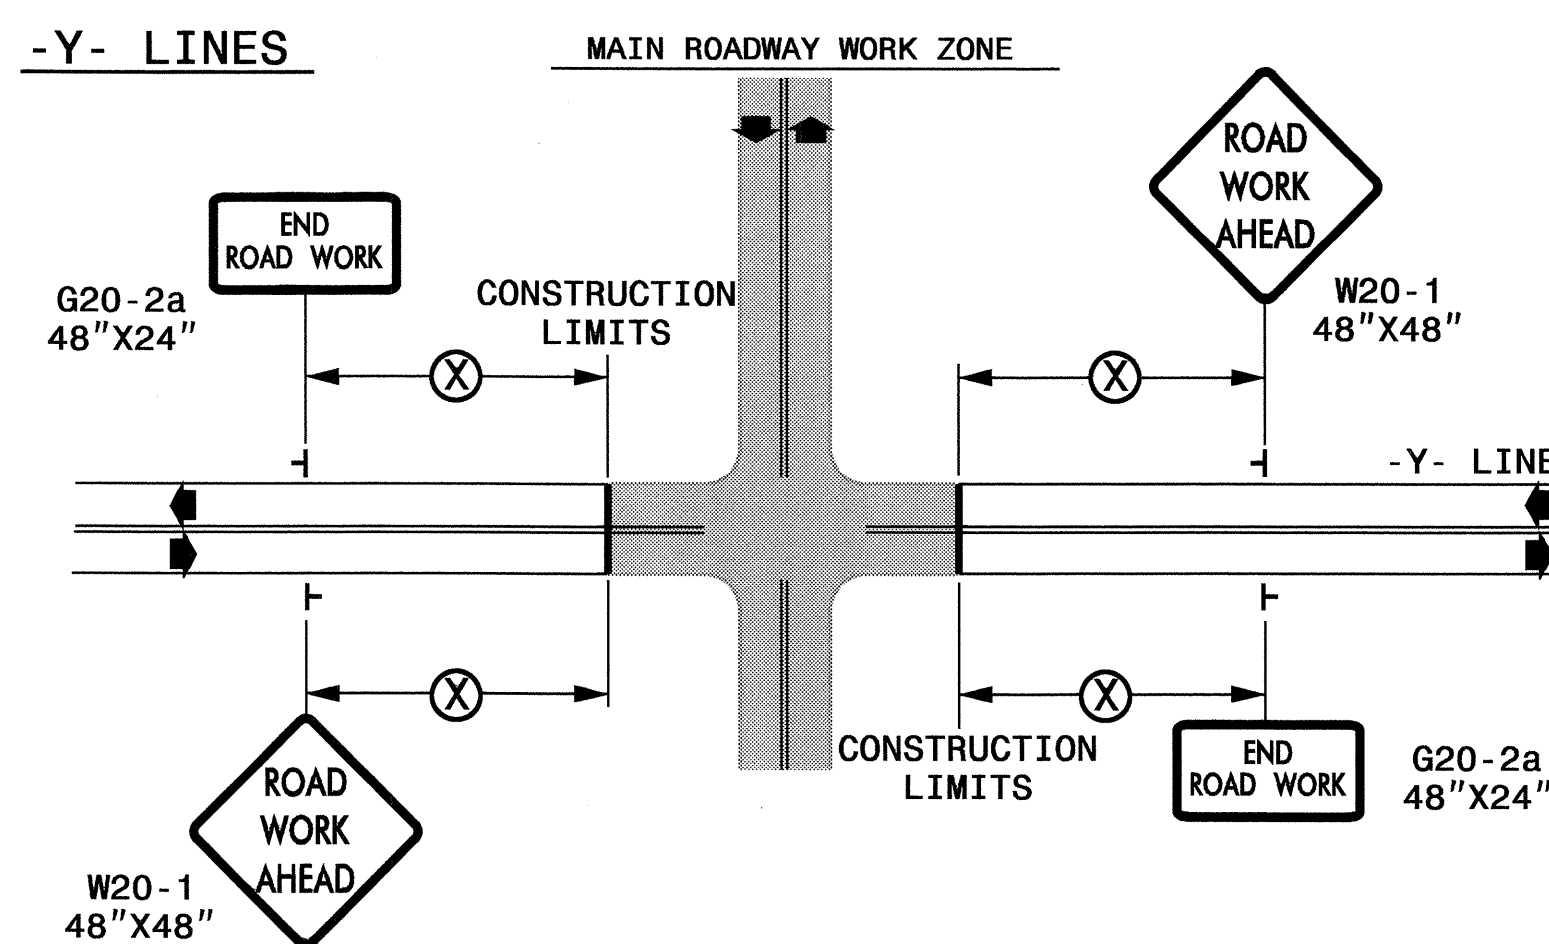 -Y- LINES
MAIN ROADWAY WORK ZONE
ROAD
WORK
AHEAD
END
ROAD WORK
G20-2a
48"X24"
CONSTRUCTION
LIMITS
W20-1
48"X48"
X
X
-Y- LINE
X
X
CONSTRUCTION
LIMITS
END
ROAD WORK
G20-2a
48"X24"
ROAD
WORK
AHEAD
W20-1
48"X48"